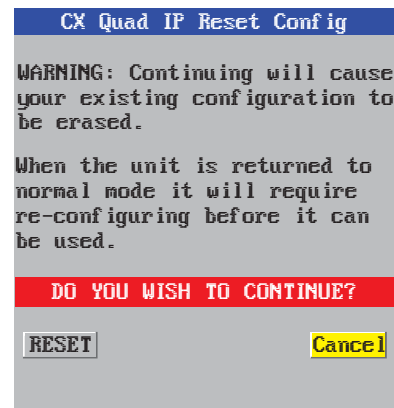 CX Quad IP Reset Config
WARNING: Continuing will cause
your existing configuration to
be erased.
When the unit is returned to
normal mode it will require
re-configuring before it can
be used.
DO YOU WISH TO CONTINUE?
RESET Cancel